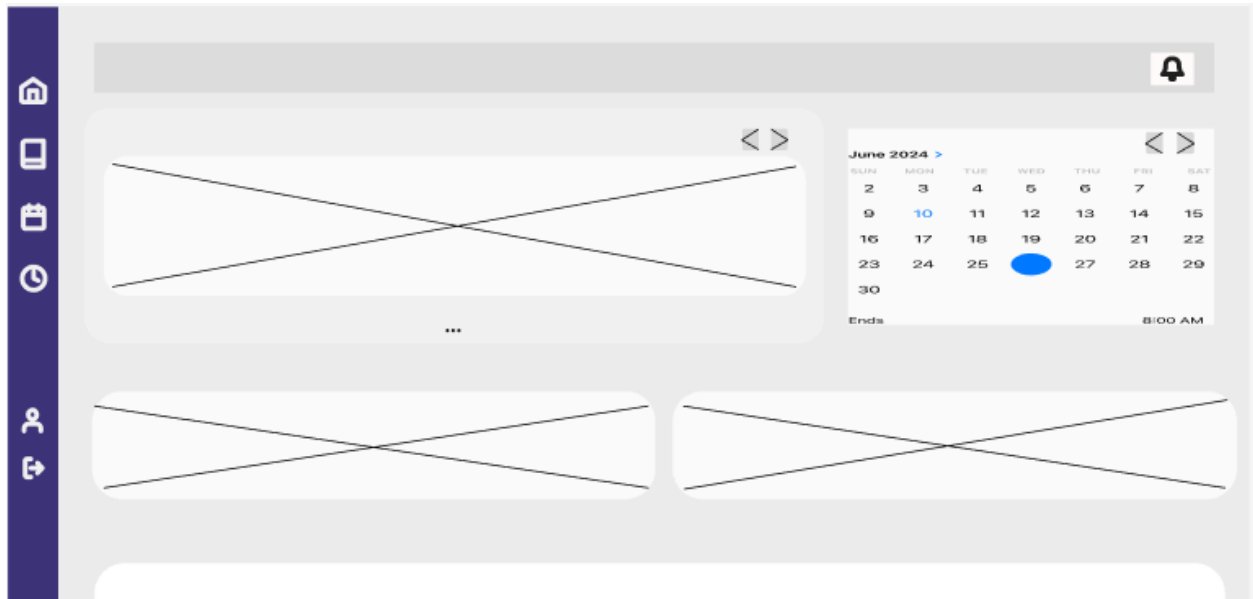 < >
...
June 2024 >
< >
SUN MON TUE WED THU FRI SAT
2 3 4 5 6 7 8
9 10 11 12 13 14 15
16 17 18 19 20 21 22
23 24 25 27 28 29
30
Ends 8:00 AM